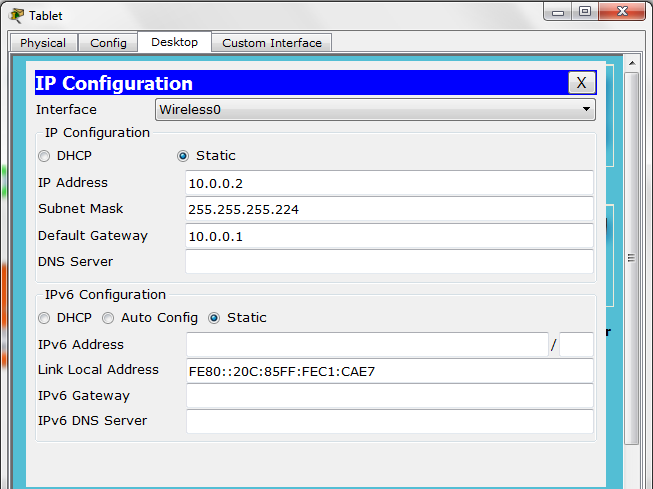 Tablet
Physical Config Desktop Custom Interface
IP Configuration X
Interface Wireless0
IP Configuration
DHCP Static
IP Address 10.0.0.2
Subnet Mask 255.255.255.224
Default Gateway 10.0.0.1
DNS Server
IPv6 Configuration
DHCP Auto Config Static
IPv6 Address /
Link Local Address FE80::20C:85FF:FEC1:CAE7
IPv6 Gateway
IPv6 DNS Server